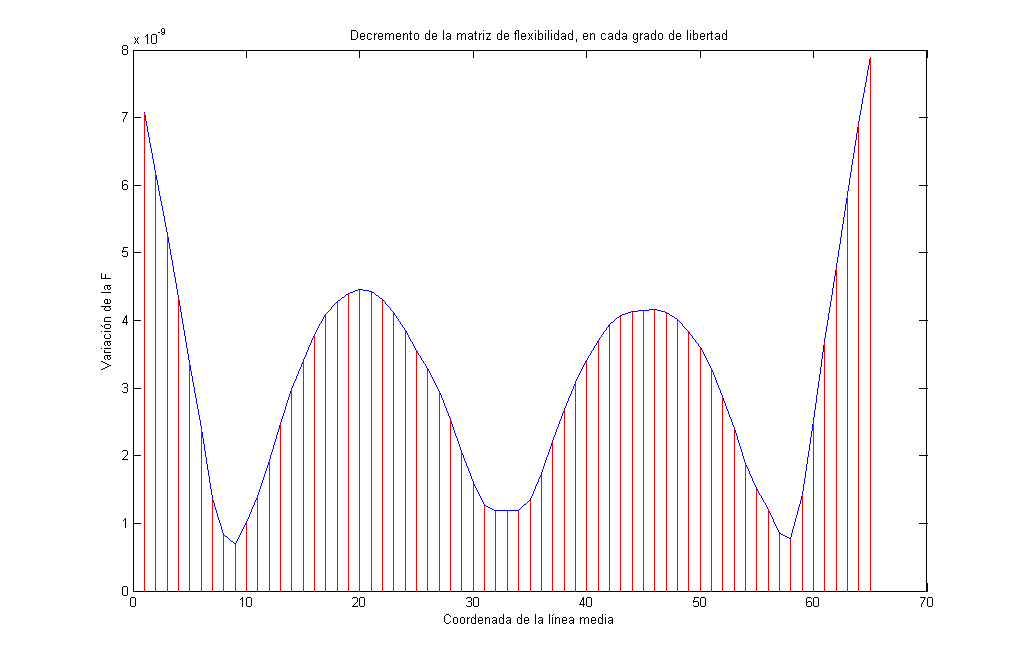 Decremento de la matriz de flexibilidad, en cada grado de libertad
x 10^-9
8
7
6
5
4
3
2
1
0
Variación de la F
0 10 20 30 40 50 60 70
Coordenada de la línea media